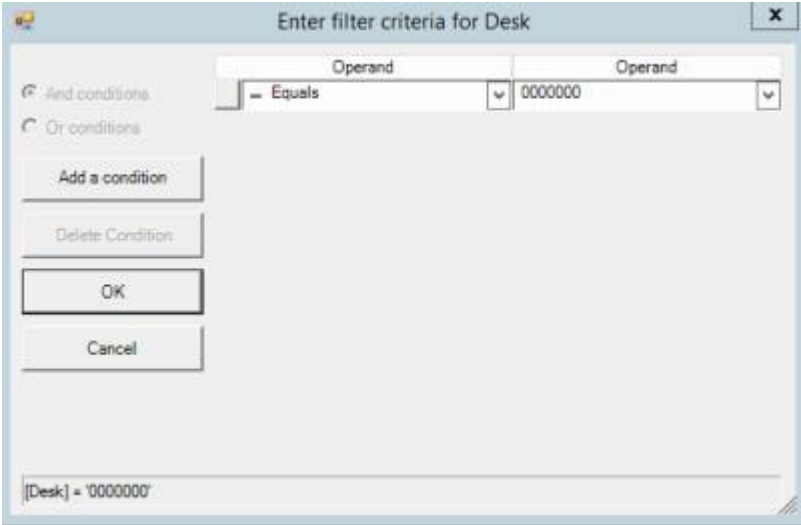 Enter filter criteria for Desk
x
Operand Operand
= Equals 0000000
And conditions
Or conditions
Add a condition
Delete Condition
OK
Cancel
[Desk] = '0000000'